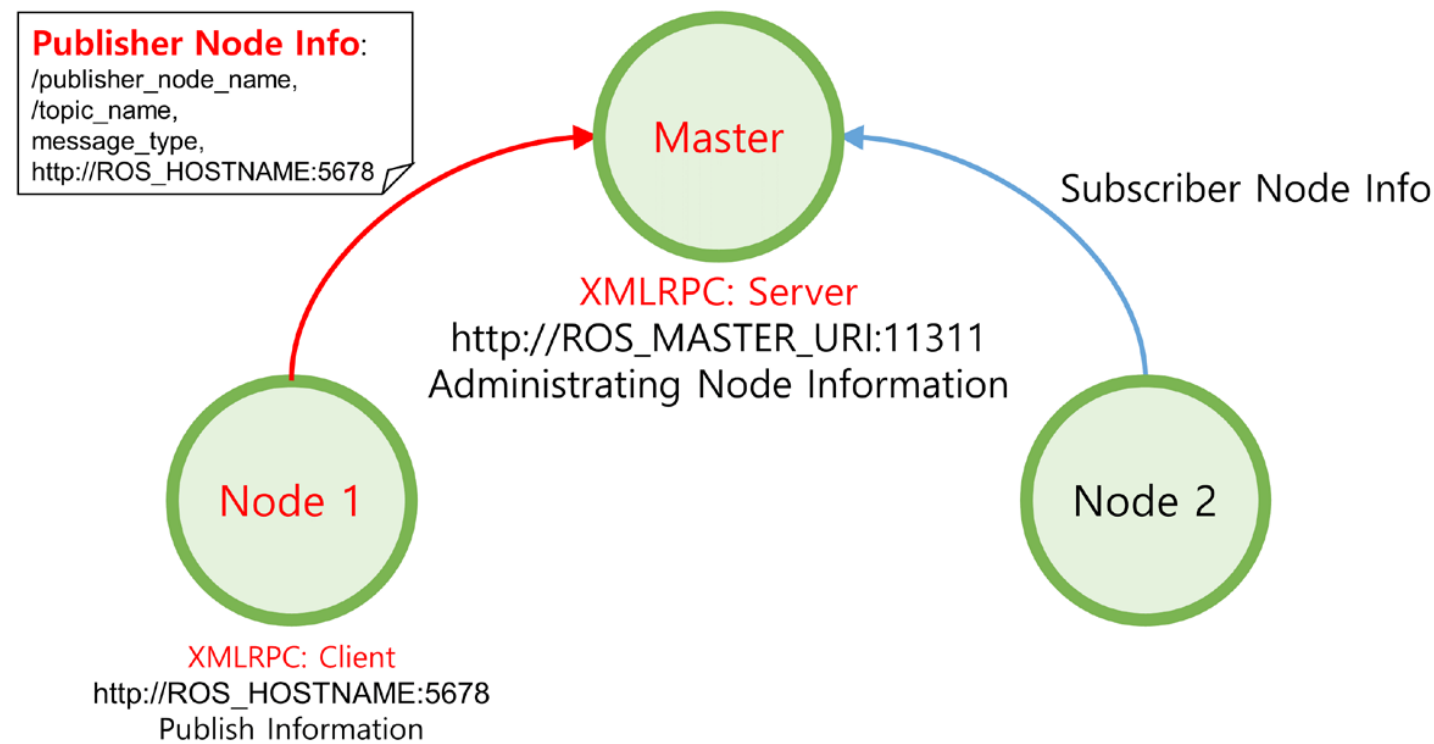 Publisher Node Info:
/publisher_node_name,
/topic_name,
message_type,
http://ROS_HOSTNAME:5678
Master
Subscriber Node Info
XMLRPC: Server
http://ROS_MASTER_URI:11311
Administrating Node Information
Node 1
Node 2
XMLRPC: Client
http://ROS_HOSTNAME:5678
Publish Information